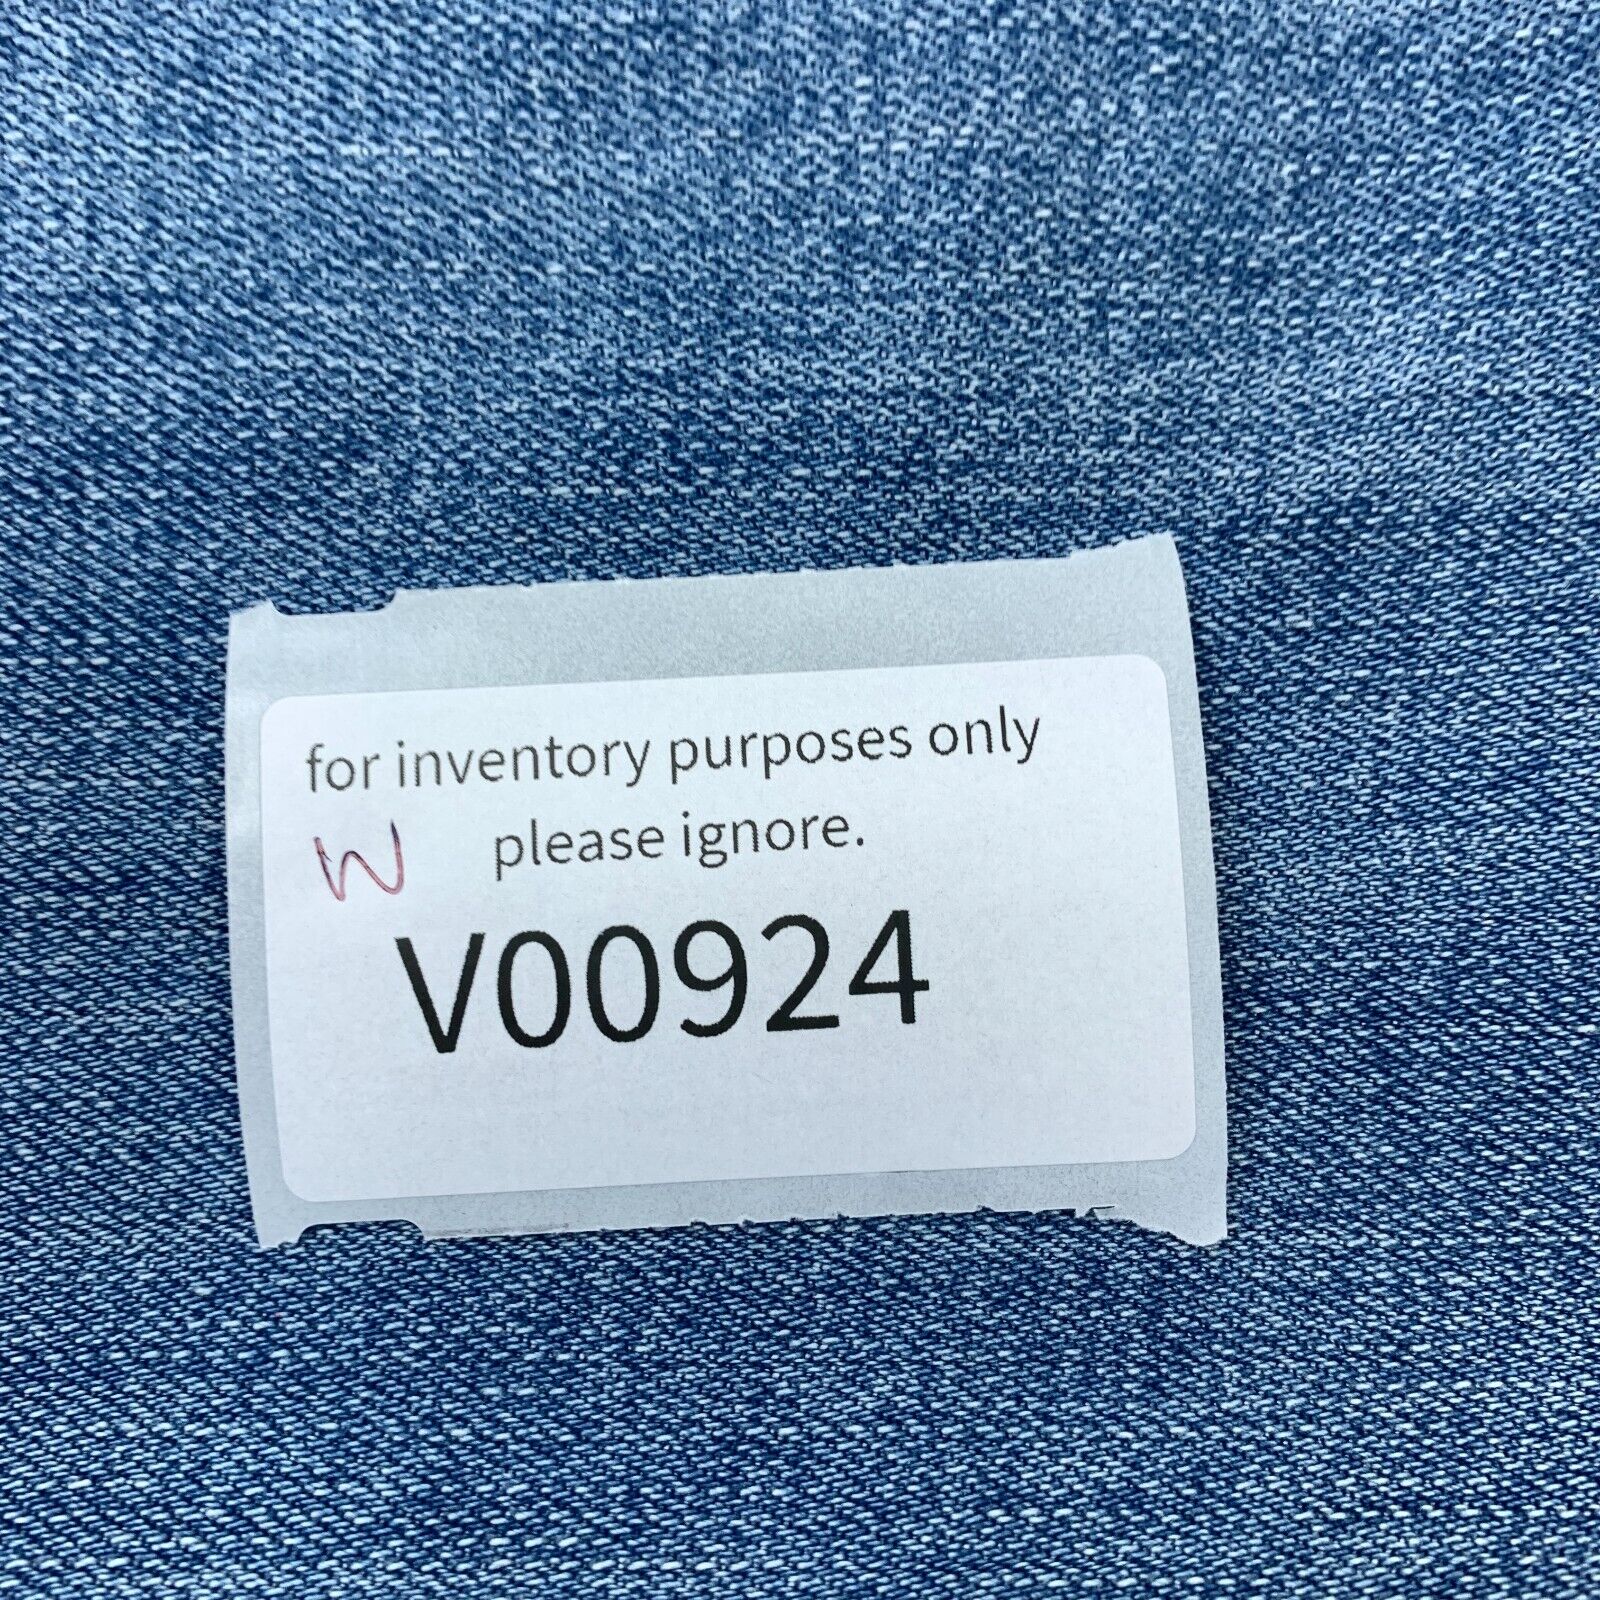 for inventory purposes only
W please ignore.
V00924